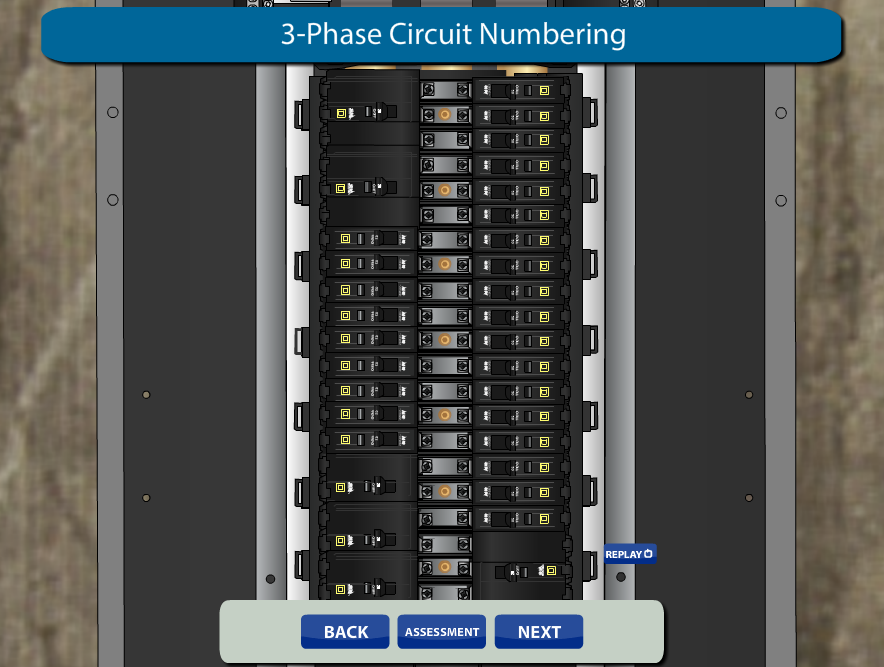 3-Phase Circuit Numbering
REPLAY
BACK
ASSESSMENT
NEXT